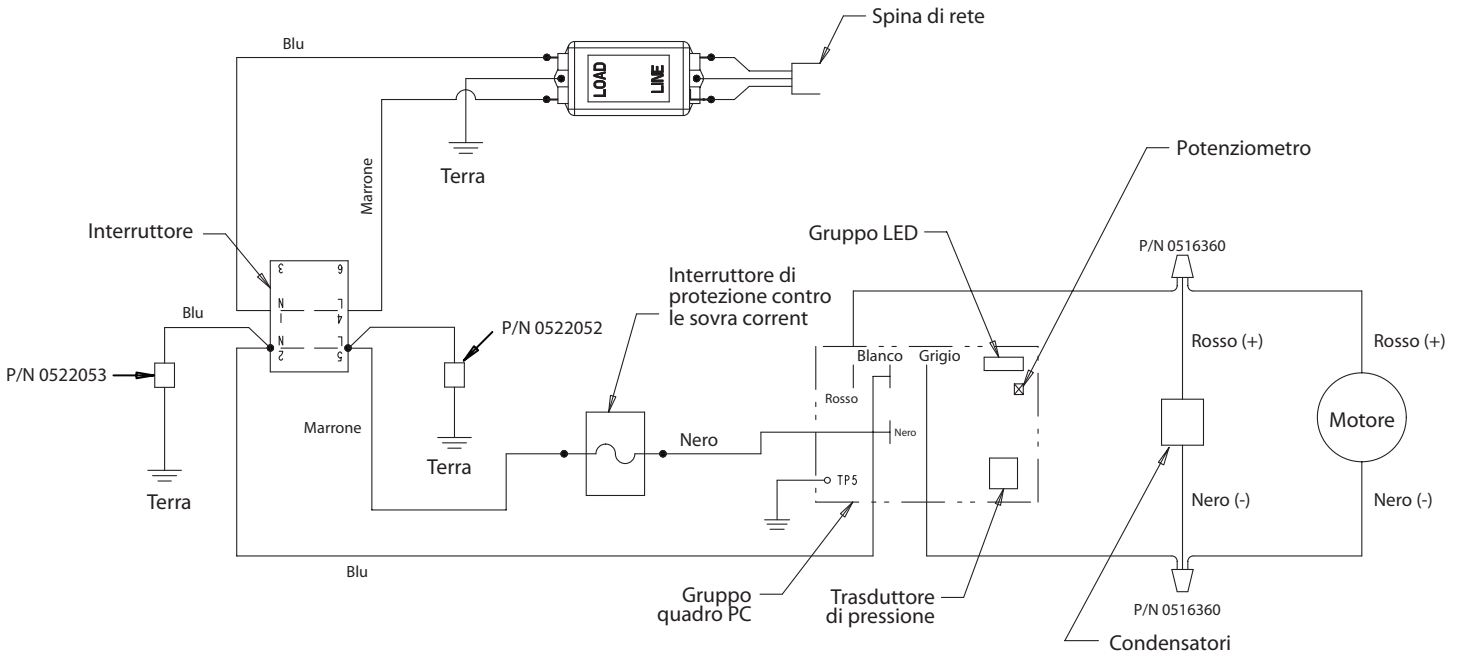 Spina di rete
Blu
LOAD
LINE
Marrone
Terra
Potenziometro
Interruttore
Gruppo LED
P/N 0516360
3
6
Interruttore di
protezione contro
le sovra corrent
N
L
1
4
Blu
P/N 0522052
N
L
2
5
Rosso (+)
Rosso (+)
Blanco
Grigio
P/N 0522053
Rosso
Marrone
Nero
Nero
Motore
Terra
Terra
TP5
Nero (-)
Nero (-)
Blu
Gruppo
quadro PC
Trasduttore
di pressione
P/N 0516360
Condensatori